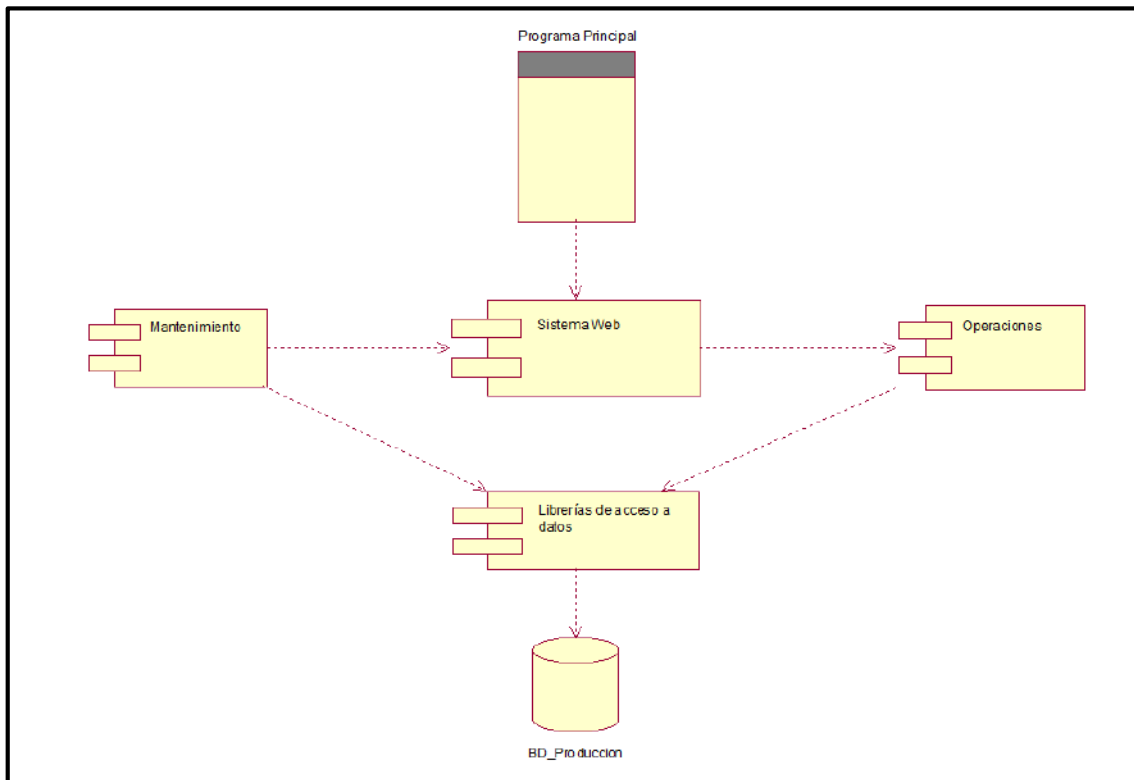 Programa Principal
Mantenimiento
Sistema Web
Operaciones
Librerías de acceso a
datos
BD_Produccion